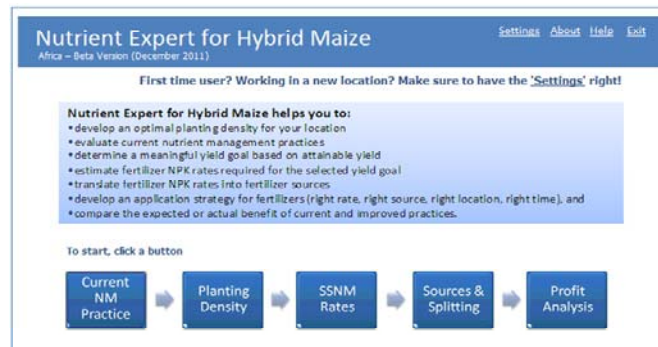 Nutrient Expert for Hybrid Maize
Settings About Help Exit
Africa – Beta Version (December 2011)
First time user? Working in a new location? Make sure to have the 'Settings' right!
Nutrient Expert for Hybrid Maize helps you to:
• develop an optimal planting density for your location
• evaluate current nutrient management practices
• determine a meaningful yield goal based on attainable yield
• estimate fertilizer NPK rates required for the selected yield goal
• translate fertilizer NPK rates into fertilizer sources
• develop an application strategy for fertilizers (right rate, right source, right location, right time), and
• compare the expected or actual benefit of current and improved practices.
To start, click a button
Current
NM
Practice
Planting
Density
SSNM
Rates
Sources &
Splitting
Profit
Analysis